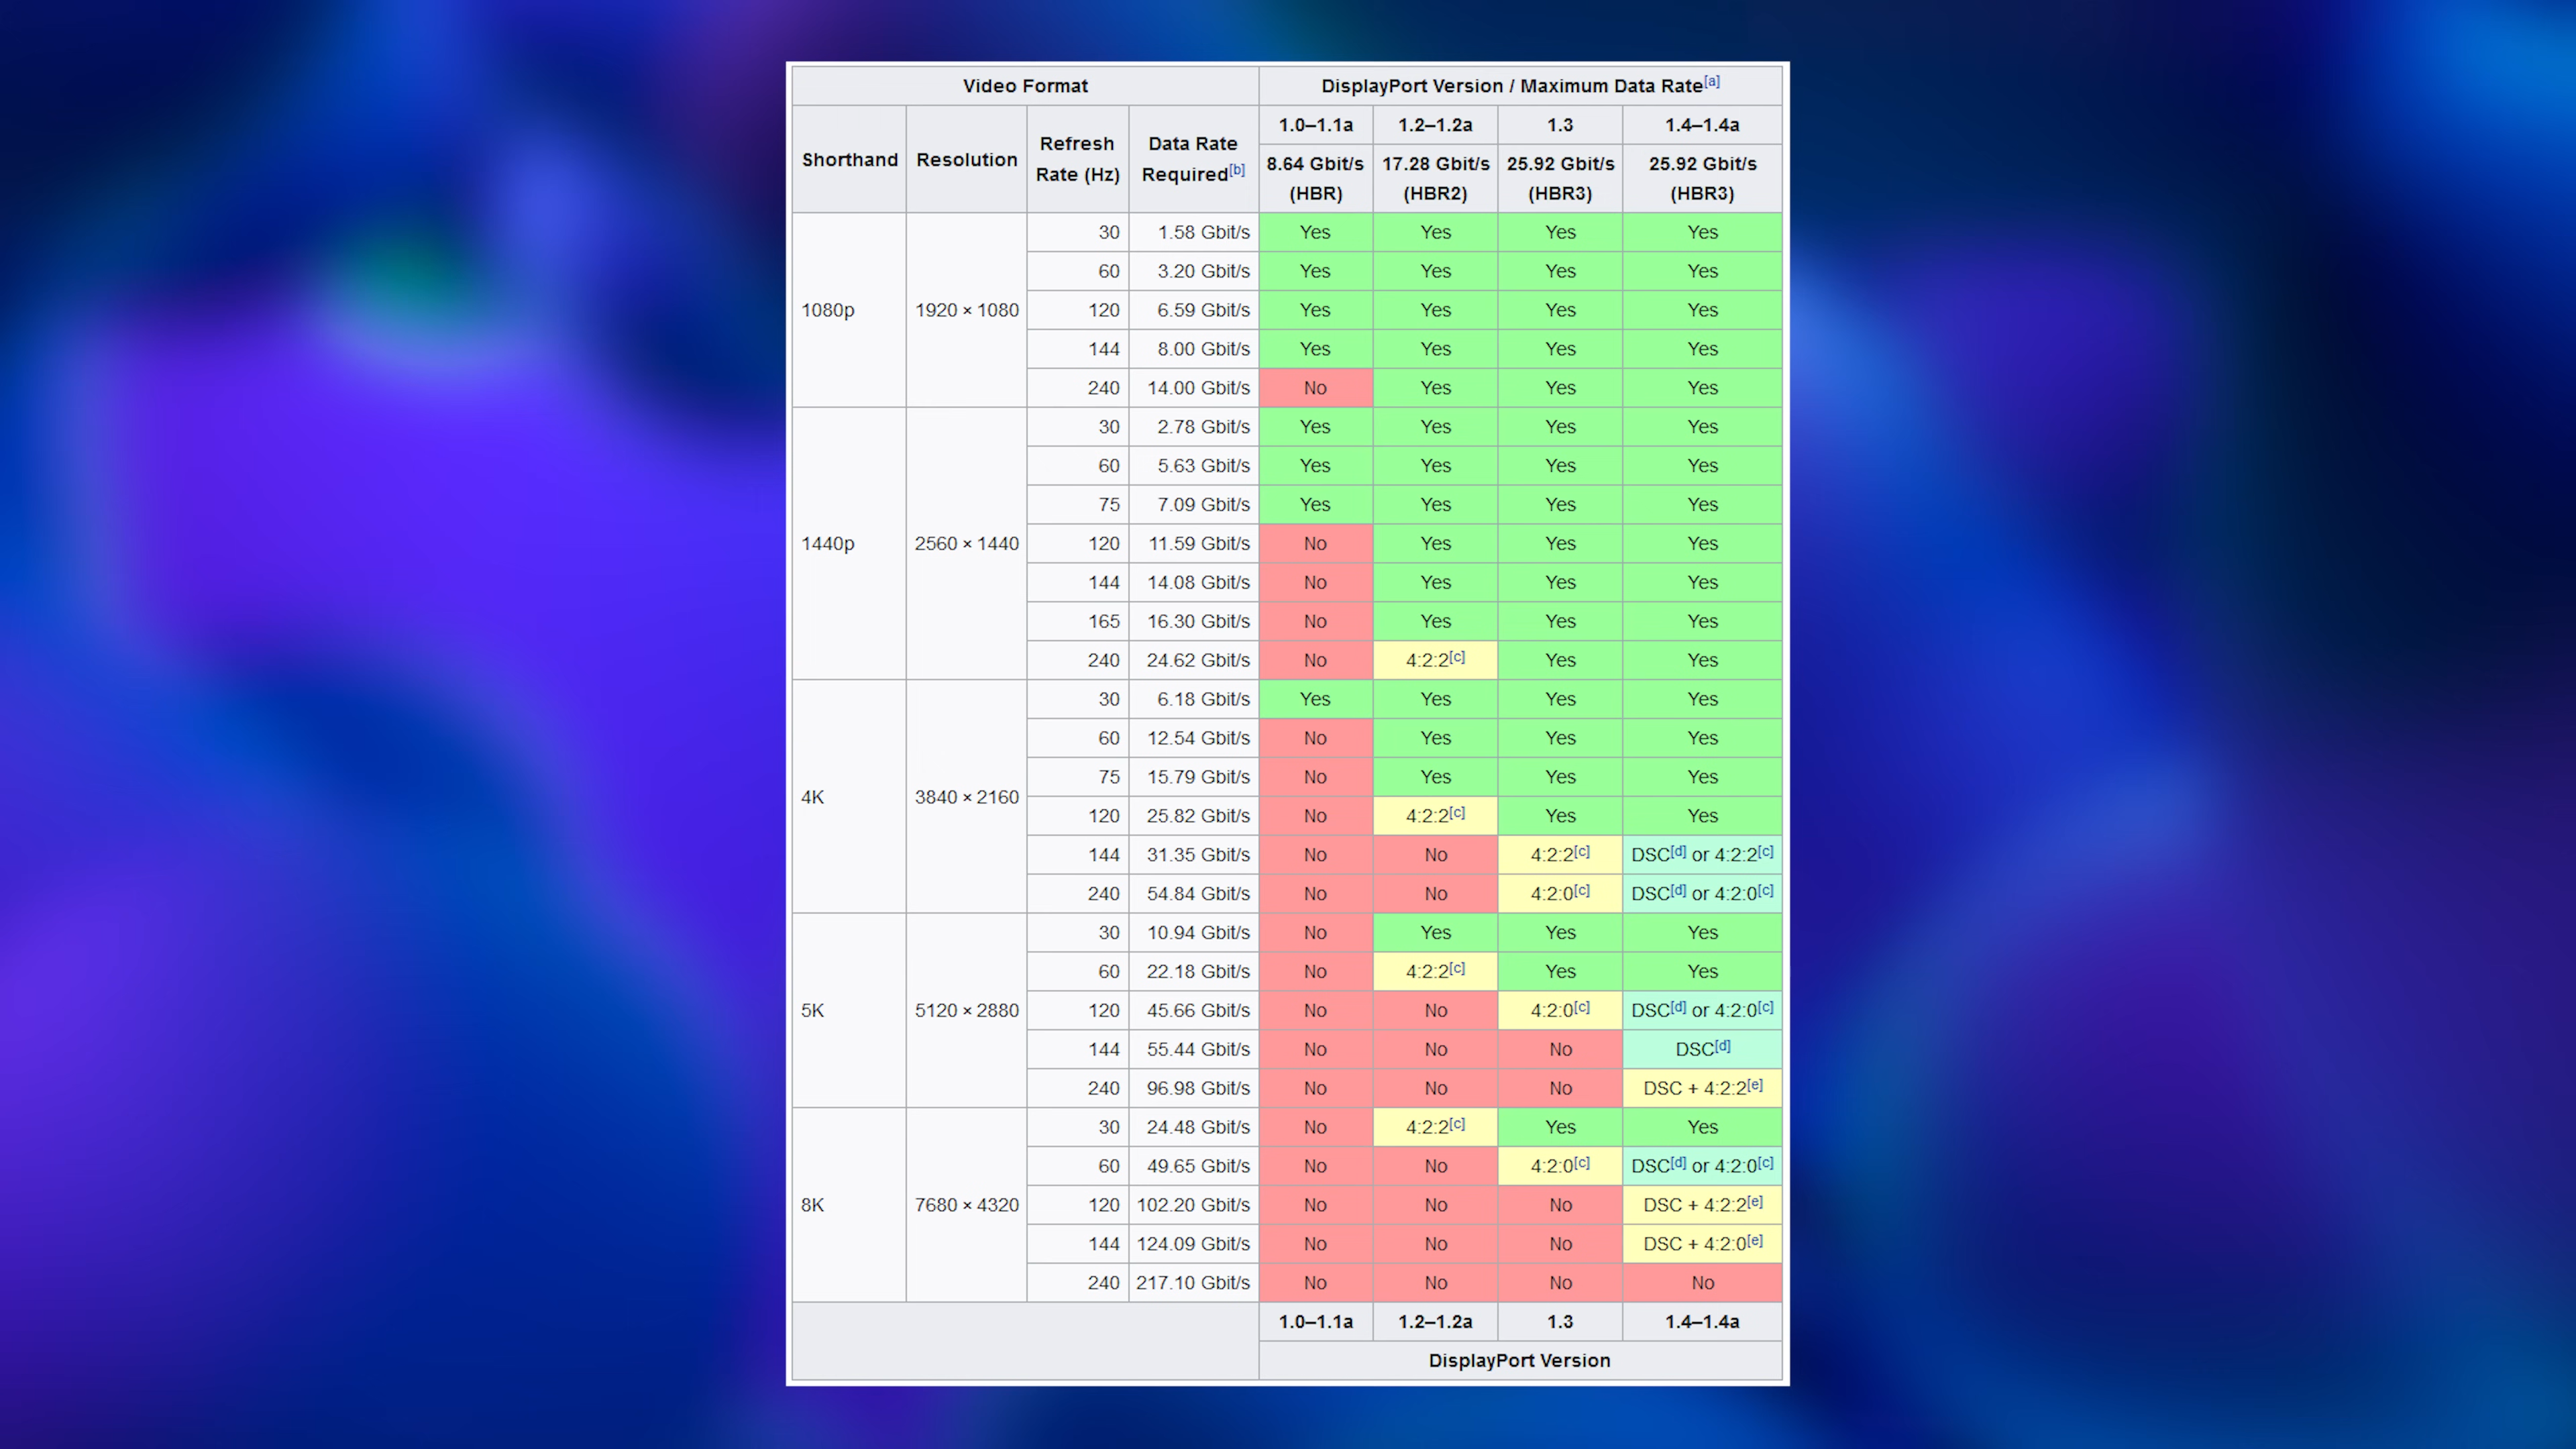 Video Format DisplayPort Version / Maximum Data Rate[a]
Shorthand Resolution Refresh Rate (Hz) Data Rate Required[b] 1.0–1.1a 1.2–1.2a 1.3 1.4–1.4a
8.64 Gbit/s (HBR) 17.28 Gbit/s (HBR2) 25.92 Gbit/s (HBR3) 25.92 Gbit/s (HBR3)
1080p 1920 × 1080 30 1.58 Gbit/s Yes Yes Yes Yes
60 3.20 Gbit/s Yes Yes Yes Yes
120 6.59 Gbit/s Yes Yes Yes Yes
144 8.00 Gbit/s Yes Yes Yes Yes
240 14.00 Gbit/s No Yes Yes Yes
1440p 2560 × 1440 30 2.78 Gbit/s Yes Yes Yes Yes
60 5.63 Gbit/s Yes Yes Yes Yes
75 7.09 Gbit/s Yes Yes Yes Yes
120 11.59 Gbit/s No Yes Yes Yes
144 14.08 Gbit/s No Yes Yes Yes
165 16.30 Gbit/s No Yes Yes Yes
240 24.62 Gbit/s No 4:2:2[c] Yes Yes
4K 3840 × 2160 30 6.18 Gbit/s Yes Yes Yes Yes
60 12.54 Gbit/s No Yes Yes Yes
75 15.79 Gbit/s No Yes Yes Yes
120 25.82 Gbit/s No 4:2:2[c] Yes Yes
144 31.35 Gbit/s No No 4:2:2[c] DSC[d] or 4:2:2[c]
240 54.84 Gbit/s No No 4:2:0[c] DSC[d] or 4:2:0[c]
5K 5120 × 2880 30 10.94 Gbit/s No Yes Yes Yes
60 22.18 Gbit/s No 4:2:2[c] Yes Yes
120 45.66 Gbit/s No No 4:2:0[c] DSC[d] or 4:2:0[c]
144 55.44 Gbit/s No No No DSC[d]
240 96.98 Gbit/s No No No DSC + 4:2:2[e]
8K 7680 × 4320 30 24.48 Gbit/s No 4:2:2[c] Yes Yes
60 49.65 Gbit/s No No 4:2:0[c] DSC[d] or 4:2:0[c]
120 102.20 Gbit/s No No No DSC + 4:2:2[e]
144 124.09 Gbit/s No No No DSC + 4:2:0[e]
240 217.10 Gbit/s No No No No
1.0–1.1a 1.2–1.2a 1.3 1.4–1.4a
DisplayPort Version